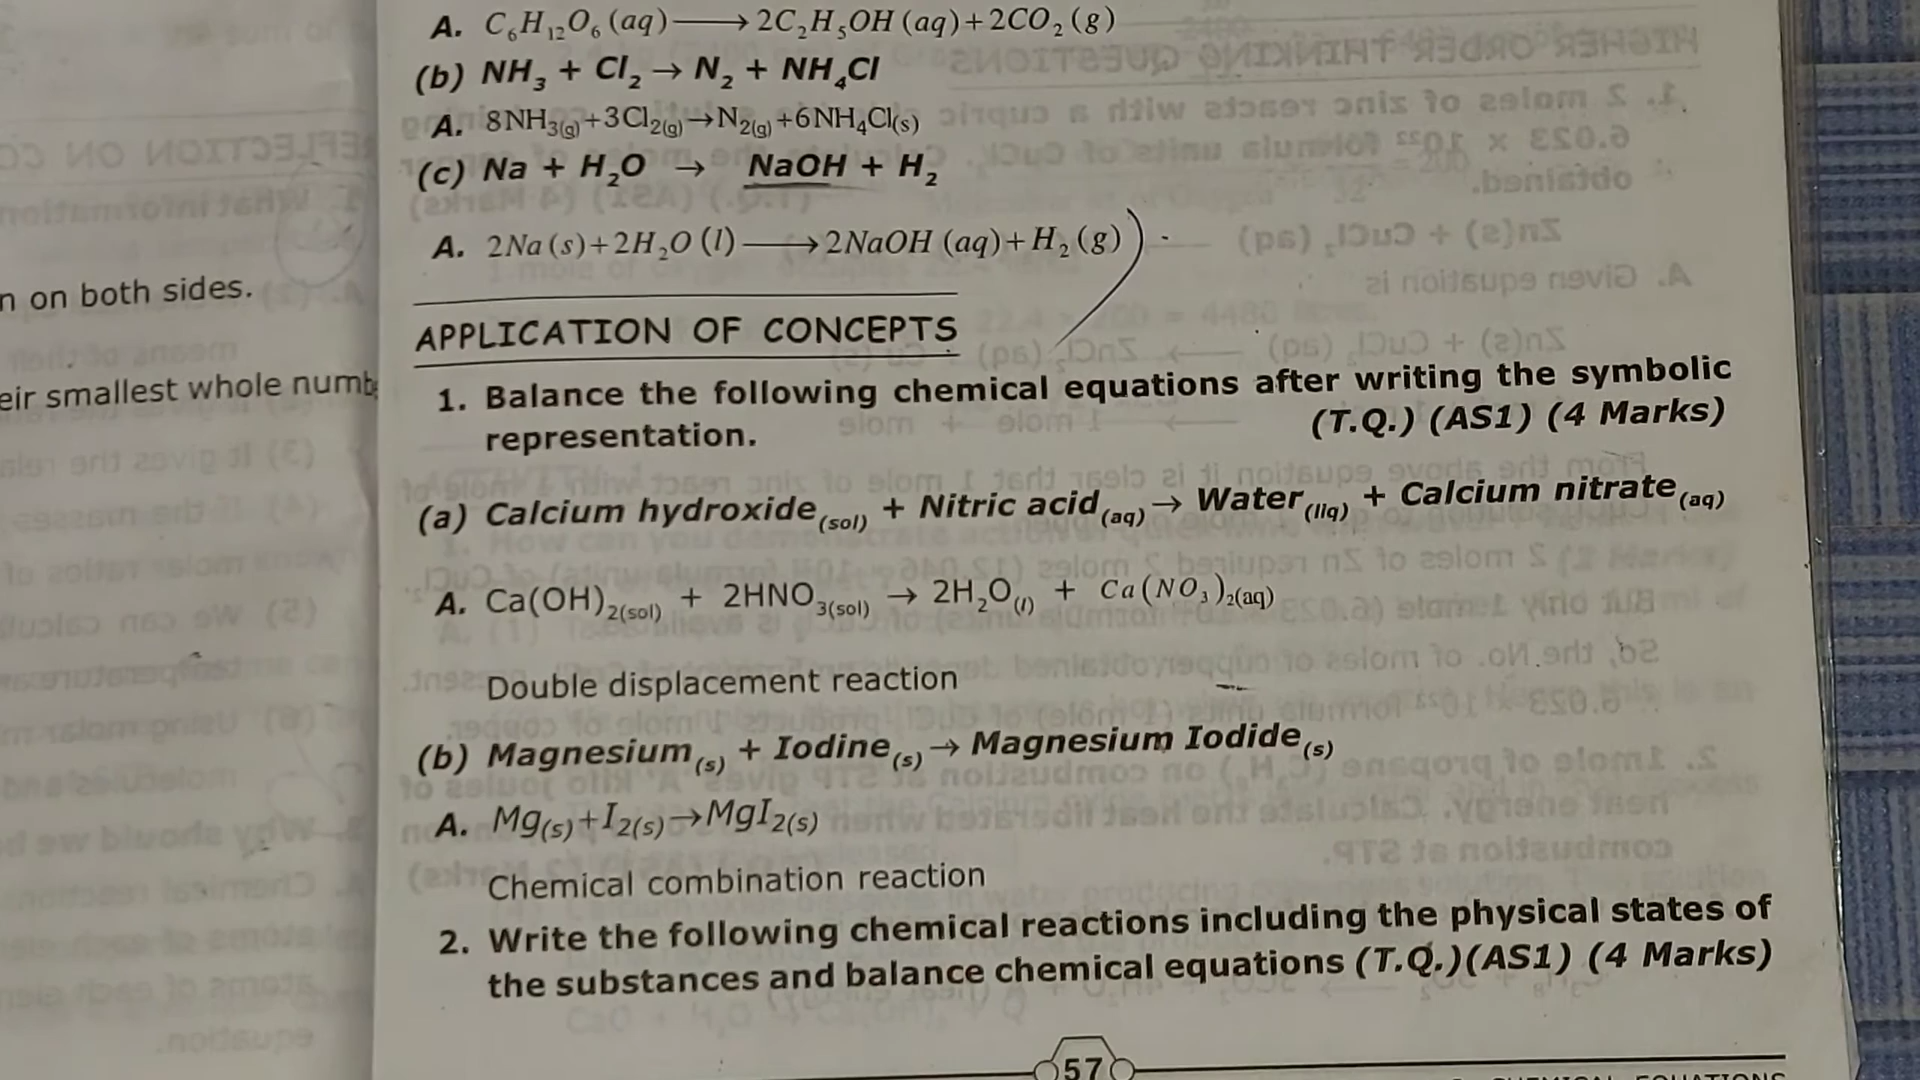 A. C₆H₁₂O₆ (aq) ⟶ 2C₂H₅OH (aq) + 2CO₂ (g)
(b) NH₃ + Cl₂ → N₂ + NH₄Cl
A. 8NH₃(g)+3Cl₂(g)→N₂(g)+6NH₄Cl(s)
(c) Na + H₂O → NaOH + H₂
A. 2Na (s)+2H₂O (l) ⟶ 2NaOH (aq)+H₂ (g)
n on both sides.
eir smallest whole numb
APPLICATION OF CONCEPTS
1. Balance the following chemical equations after writing the symbolic
representation. (T.Q.) (AS1) (4 Marks)
(a) Calcium hydroxide (sol) + Nitric acid (aq) → Water (liq) + Calcium nitrate (aq)
A. Ca(OH)₂(sol) + 2HNO₃(sol) → 2H₂O(l) + Ca(NO₃)₂(aq)
Double displacement reaction
(b) Magnesium (s) + Iodine (s) → Magnesium Iodide (s)
A. Mg(s)+I₂(s)→MgI₂(s)
Chemical combination reaction
2. Write the following chemical reactions including the physical states of
the substances and balance chemical equations (T.Q.)(AS1) (4 Marks)
57